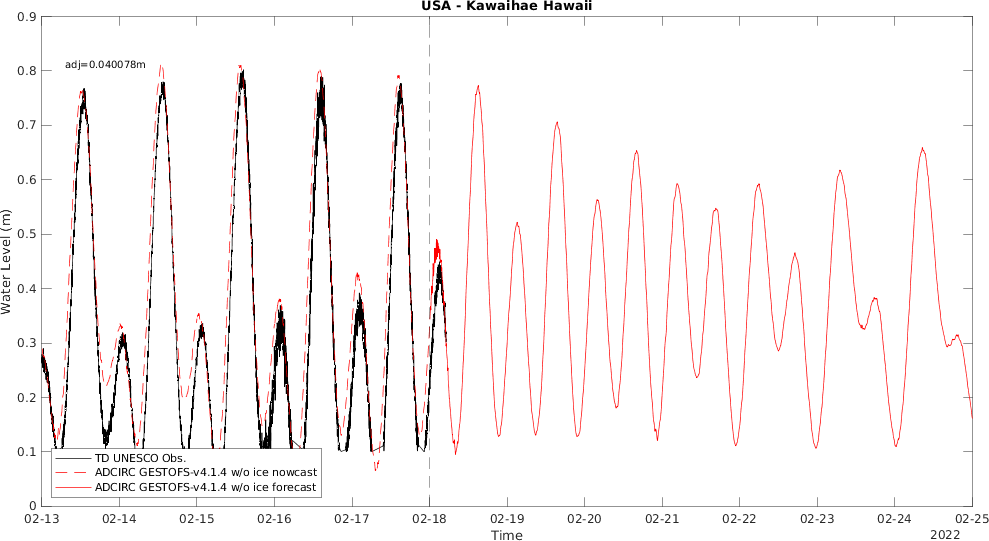 USA - Kawaihae Hawaii
adj=0.040078m
0.9
0.8
0.7
0.6
0.5
0.4
0.3
0.2
0.1
0
Water Level (m)
TD UNESCO Obs.
ADCIRC GESTOFS-v4.1.4 w/o ice nowcast
ADCIRC GESTOFS-v4.1.4 w/o ice forecast
02-13 02-14 02-15 02-16 02-17 02-18 02-19 02-20 02-21 02-22 02-23 02-24 02-25
Time
2022